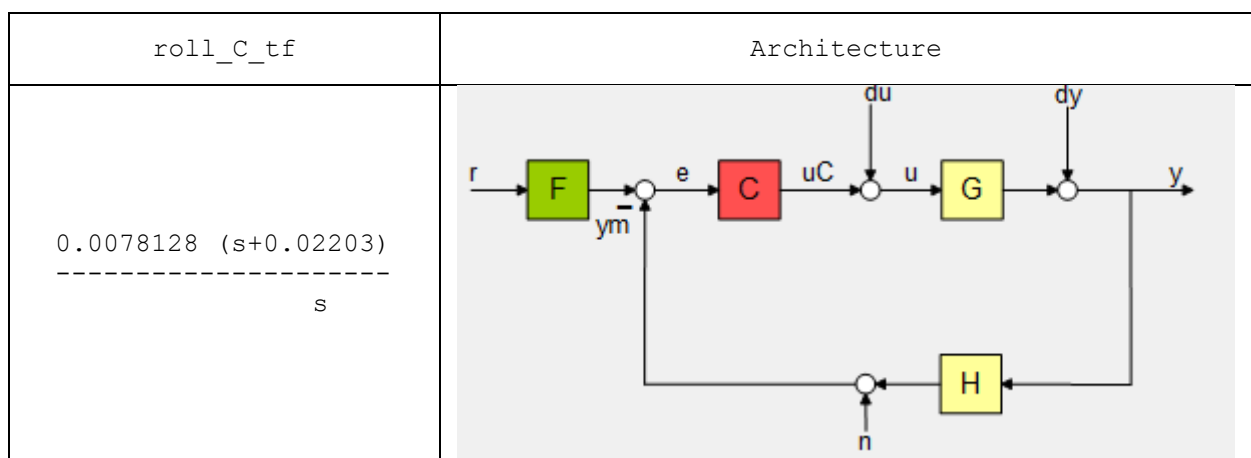 roll_C_tf
Architecture
0.0078128 (s+0.02203)
---------------------
s
du
dy
r
F
e
C
uC
u
G
y
-
ym
H
n